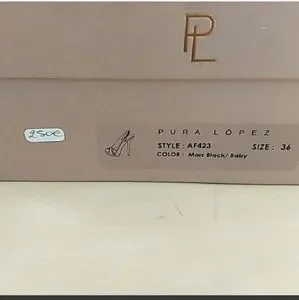 PL
250€
PURA LÓPEZ
STYLE : AF423
COLOR : Mars Black/ Baby
SIZE : 36